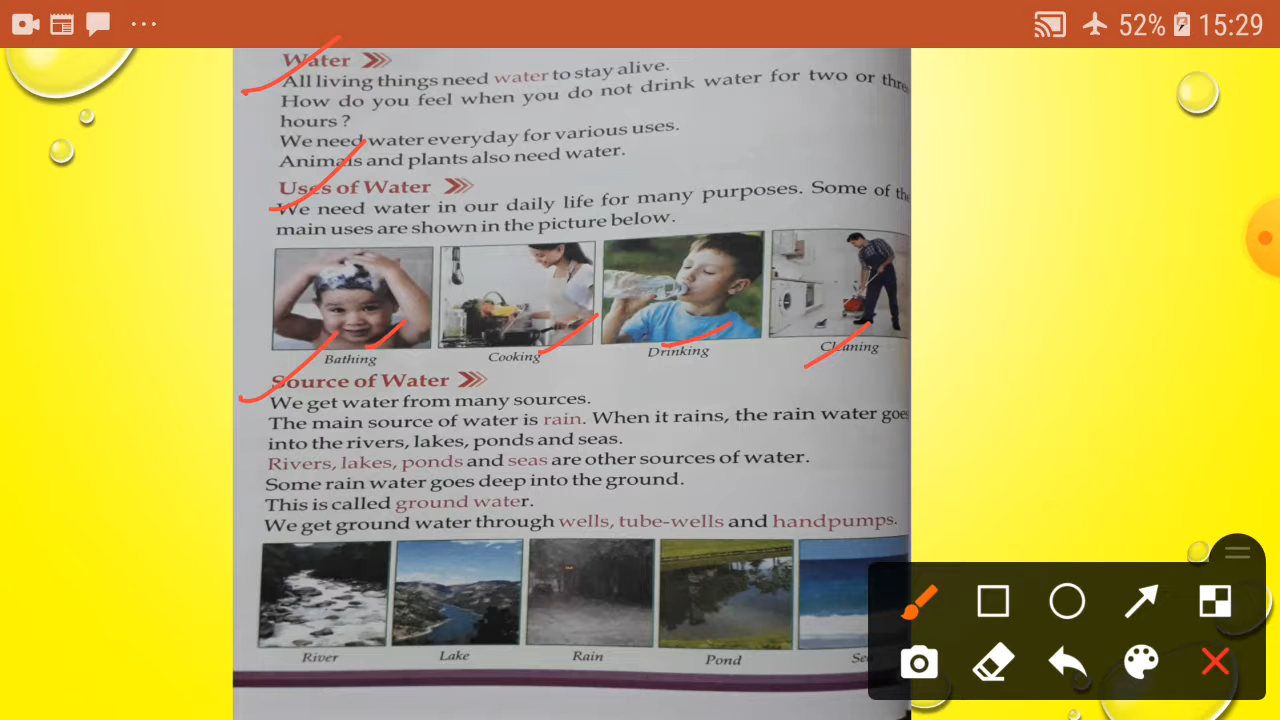 52% 15:29
Water
All living things need water to stay alive.
How do you feel when you do not drink water for two or three
hours ?
We need water everyday for various uses.
Animals and plants also need water.
Uses of Water
We need water in our daily life for many purposes. Some of the
main uses are shown in the picture below.
Bathing Cooking Drinking Cleaning
Source of Water
We get water from many sources.
The main source of water is rain. When it rains, the rain water goes
into the rivers, lakes, ponds and seas.
Rivers, lakes, ponds and seas are other sources of water.
Some rain water goes deep into the ground.
This is called ground water.
We get ground water through wells, tube-wells and handpumps.
River Lake Rain Pond Sea